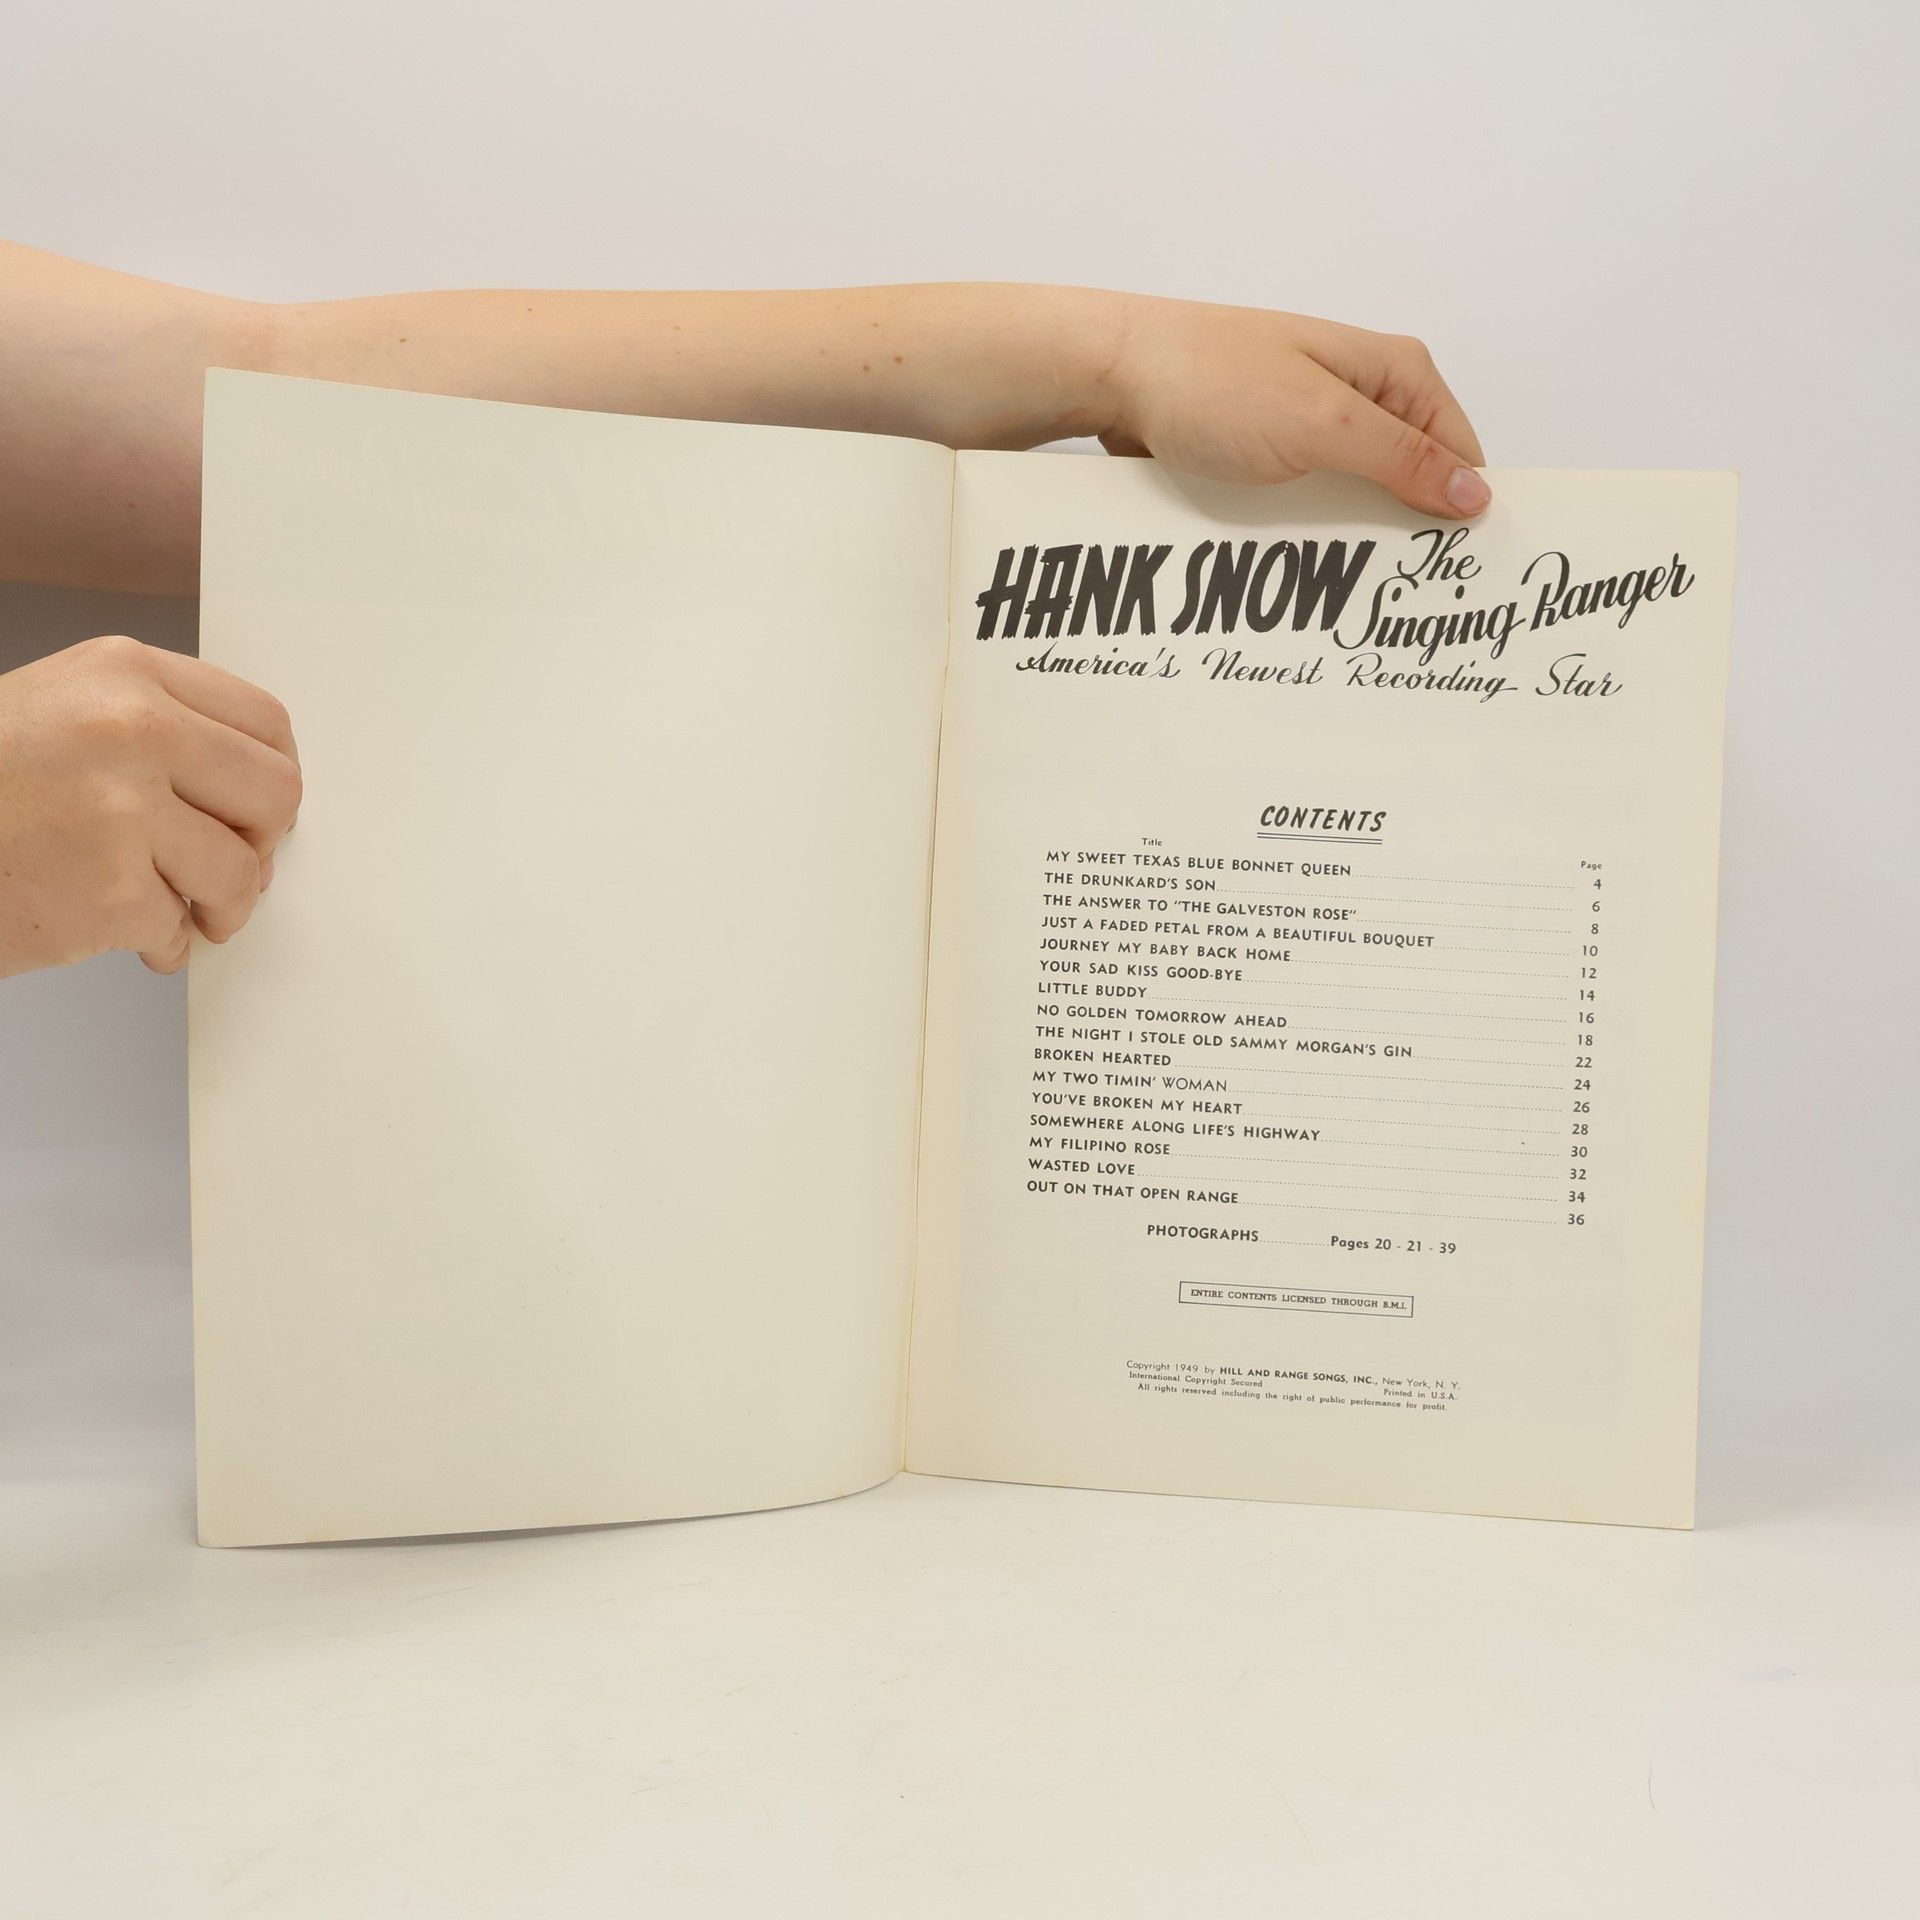 HANK SNOW The Singing Ranger
America's Newest Recording Star
CONTENTS
Title Page
MY SWEET TEXAS BLUE BONNET QUEEN 4
THE DRUNKARD'S SON 6
THE ANSWER TO "THE GALVESTON ROSE" 8
JUST A FADED PETAL FROM A BEAUTIFUL BOUQUET 10
JOURNEY MY BABY BACK HOME 12
YOUR SAD KISS GOOD-BYE 14
LITTLE BUDDY 16
NO GOLDEN TOMORROW AHEAD 18
THE NIGHT I STOLE OLD SAMMY MORGAN'S GIN 22
BROKEN HEARTED 24
MY TWO TIMIN' WOMAN 26
YOU'VE BROKEN MY HEART 28
SOMEWHERE ALONG LIFE'S HIGHWAY 30
MY FILIPINO ROSE 32
WASTED LOVE 34
OUT ON THAT OPEN RANGE 36
PHOTOGRAPHS Pages 20 - 21 - 39
ENTIRE CONTENTS LICENSED THROUGH B.M.I.
Copyright 1949 by HILL AND RANGE SONGS, INC., New York, N. Y.
International Copyright Secured Printed in U.S.A.
All rights reserved including the right of public performance for profit.